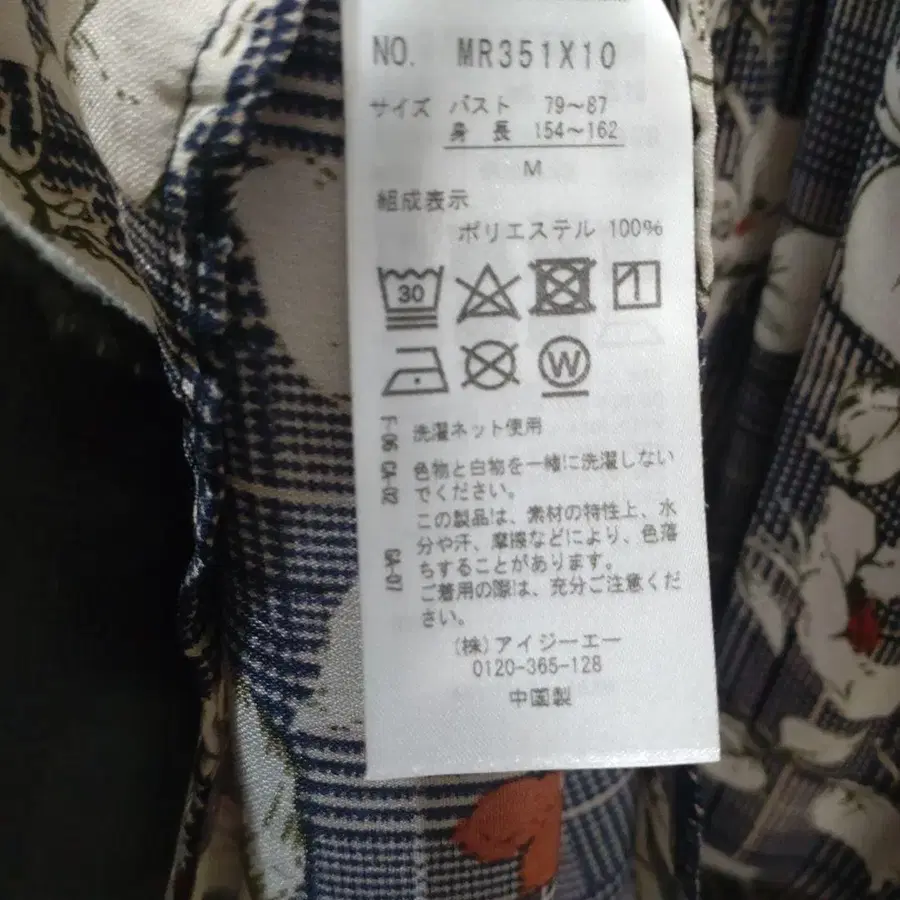 NO. MR351X10
サイズ バスト 79~87
身長 154~162
M
組成表示
ポリエステル 100%
30
W
F-06 洗濯ネット使用
CA-02 色物と白物を一緒に洗濯しない
でください。
この製品は、素材の特性上、水
分や汗、摩擦などにより、色落
ちすることがあります。
ご着用の際は、充分ご注意くだ
さい。
(株)アイジーエー
0120-365-128
中国製